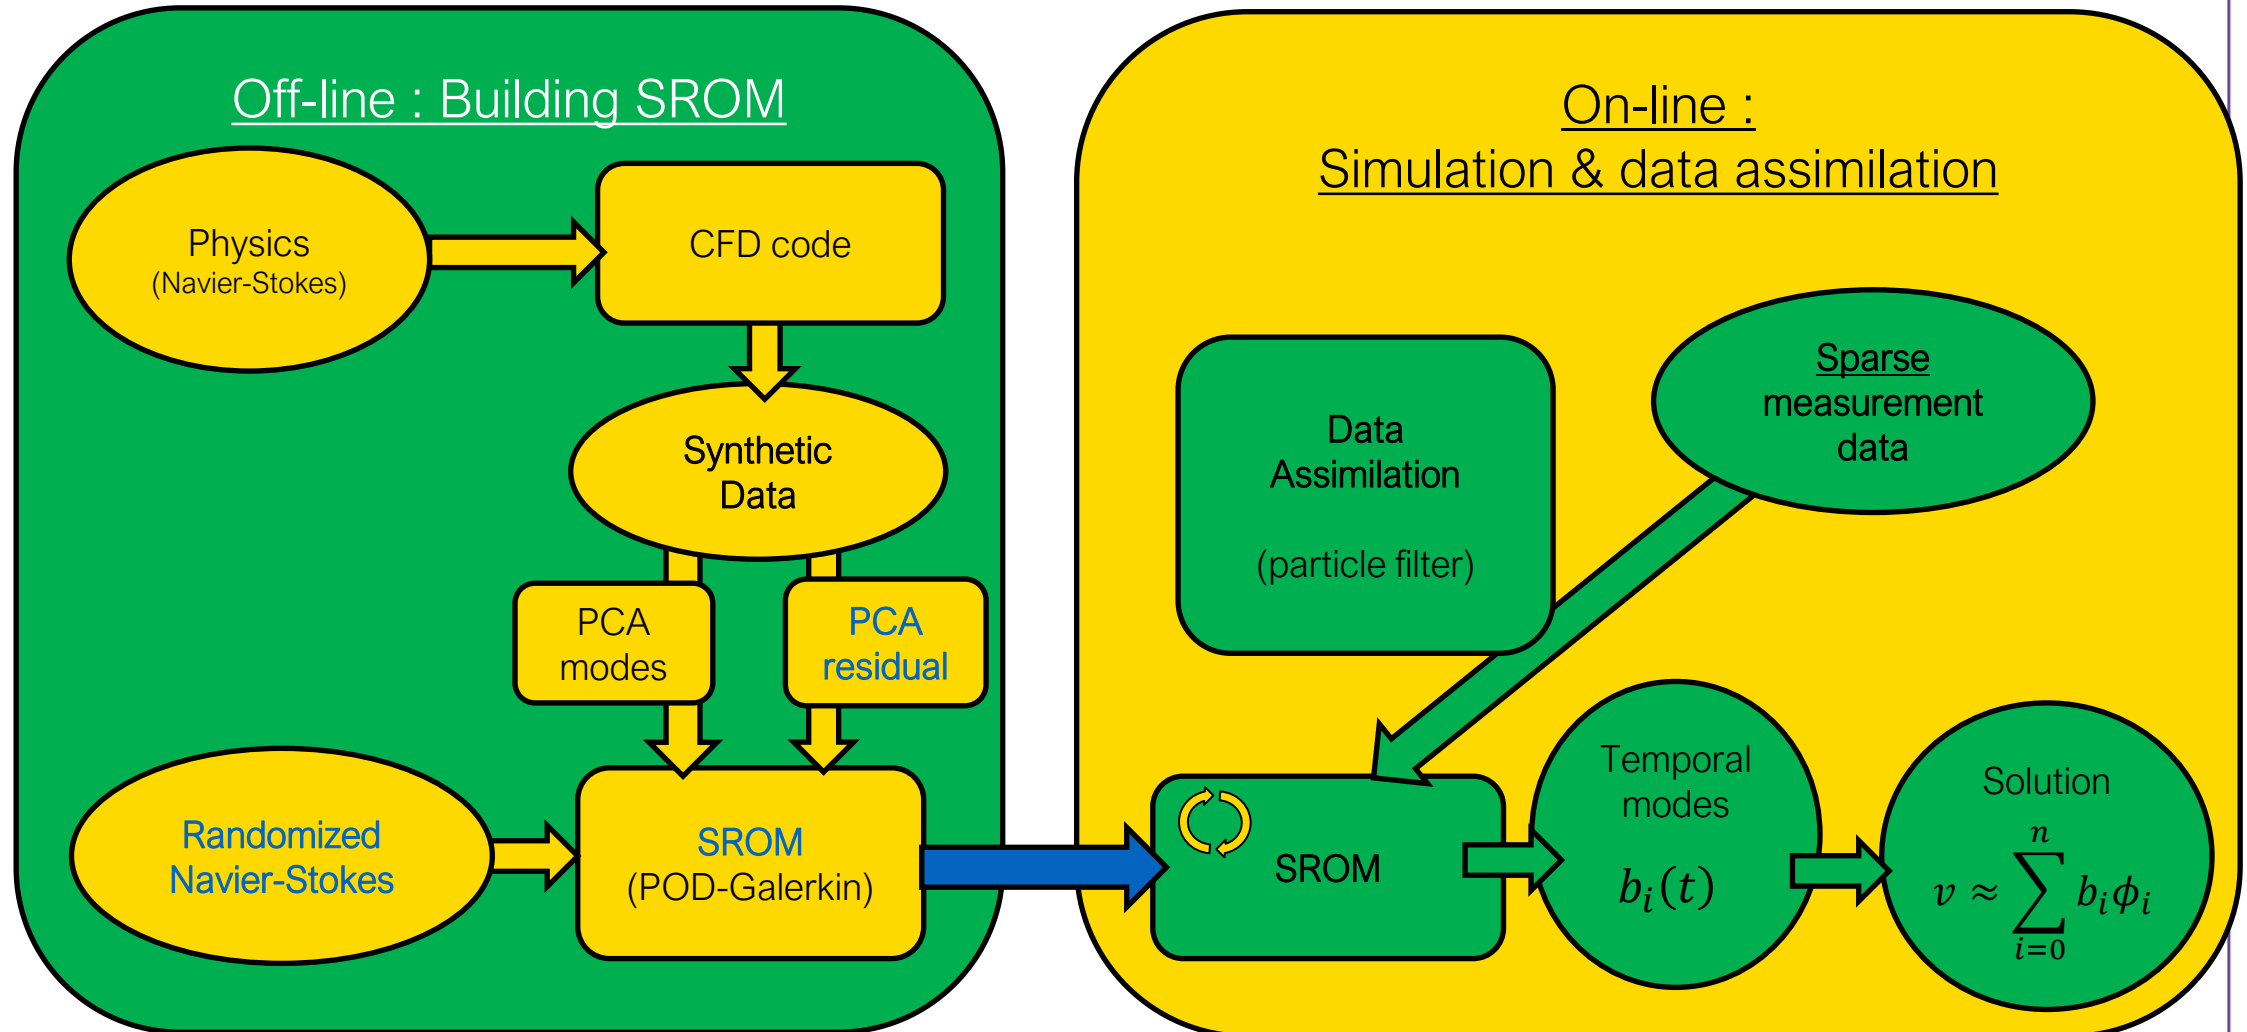 Off-line : Building SROM
Physics
(Navier-Stokes)
CFD code
Synthetic
Data
PCA
modes
PCA
residual
Randomized
Navier-Stokes
SROM
(POD-Galerkin)
On-line :
Simulation & data assimilation
Data
Assimilation
(particle filter)
Sparse
measurement
data
SROM
Temporal
modes
b_i(t)
Solution
v ≈ ∑_{i=0}^{n} b_i ϕ_i